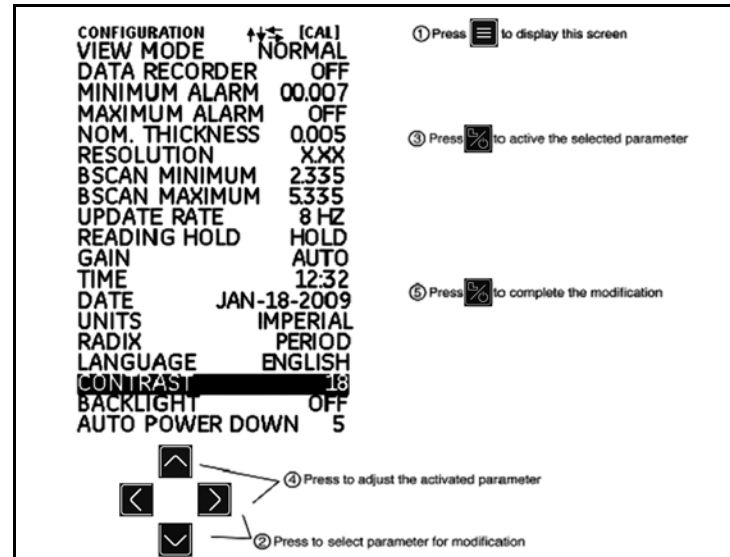 CONFIGURATION [CAL]
VIEW MODE NORMAL
DATA RECORDER OFF
MINIMUM ALARM 00.007
MAXIMUM ALARM OFF
NOM. THICKNESS 0.005
RESOLUTION X.XX
BSCAN MINIMUM 2.335
BSCAN MAXIMUM 5.335
UPDATE RATE 8 HZ
READING HOLD HOLD
GAIN AUTO
TIME 12:32
DATE JAN-18-2009
UNITS IMPERIAL
RADIX PERIOD
LANGUAGE ENGLISH
CONTRAST 18
BACKLIGHT OFF
AUTO POWER DOWN 5
① Press to display this screen
③ Press to active the selected parameter
⑤ Press to complete the modification
④ Press to adjust the activated parameter
② Press to select parameter for modification